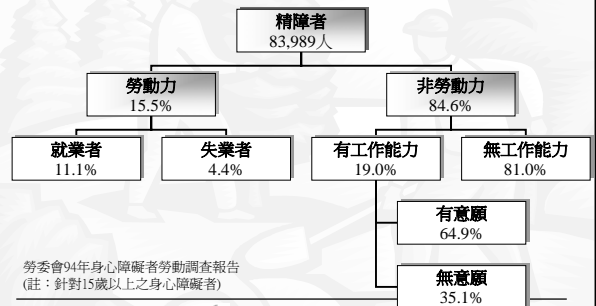 精障者
83,989人
勞動力
15.5%
非勞動力
84.6%
就業者
11.1%
失業者
4.4%
有工作能力
19.0%
無工作能力
81.0%
有意願
64.9%
無意願
35.1%
勞委會94年身心障礙者勞動調查報告
(註：針對15歲以上之身心障礙者)